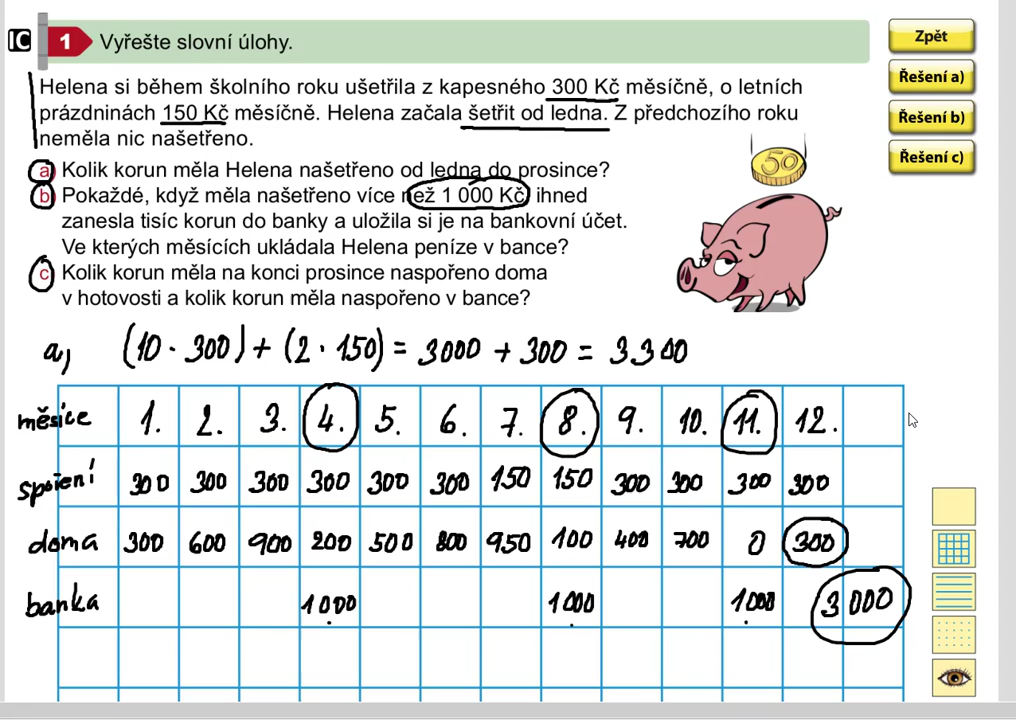 1 Vyřešte slovní úlohy.
Zpět
Řešení a)
Řešení b)
Řešení c)
Helena si během školního roku ušetřila z kapesného 300 Kč měsíčně, o letních
prázdninách 150 Kč měsíčně. Helena začala šetřit od ledna. Z předchozího roku
neměla nic našetřeno.
a Kolik korun měla Helena našetřeno od ledna do prosince?
b Pokaždé, když měla našetřeno více než 1 000 Kč, ihned
zanesla tisíc korun do banky a uložila si je na bankovní účet.
Ve kterých měsících ukládala Helena peníze v bance?
c Kolik korun měla na konci prosince naspořeno doma
v hotovosti a kolik korun měla naspořeno v bance?
50
a) (10 · 300) + (2 · 150) = 3000 + 300 = 3300
měsíce 1. 2. 3. 4. 5. 6. 7. 8. 9. 10. 11. 12.
spoření 300 300 300 300 300 300 150 150 300 300 300 300
doma 300 600 900 200 500 800 950 100 400 700 0 300
banka 1000 1000 1000 3000